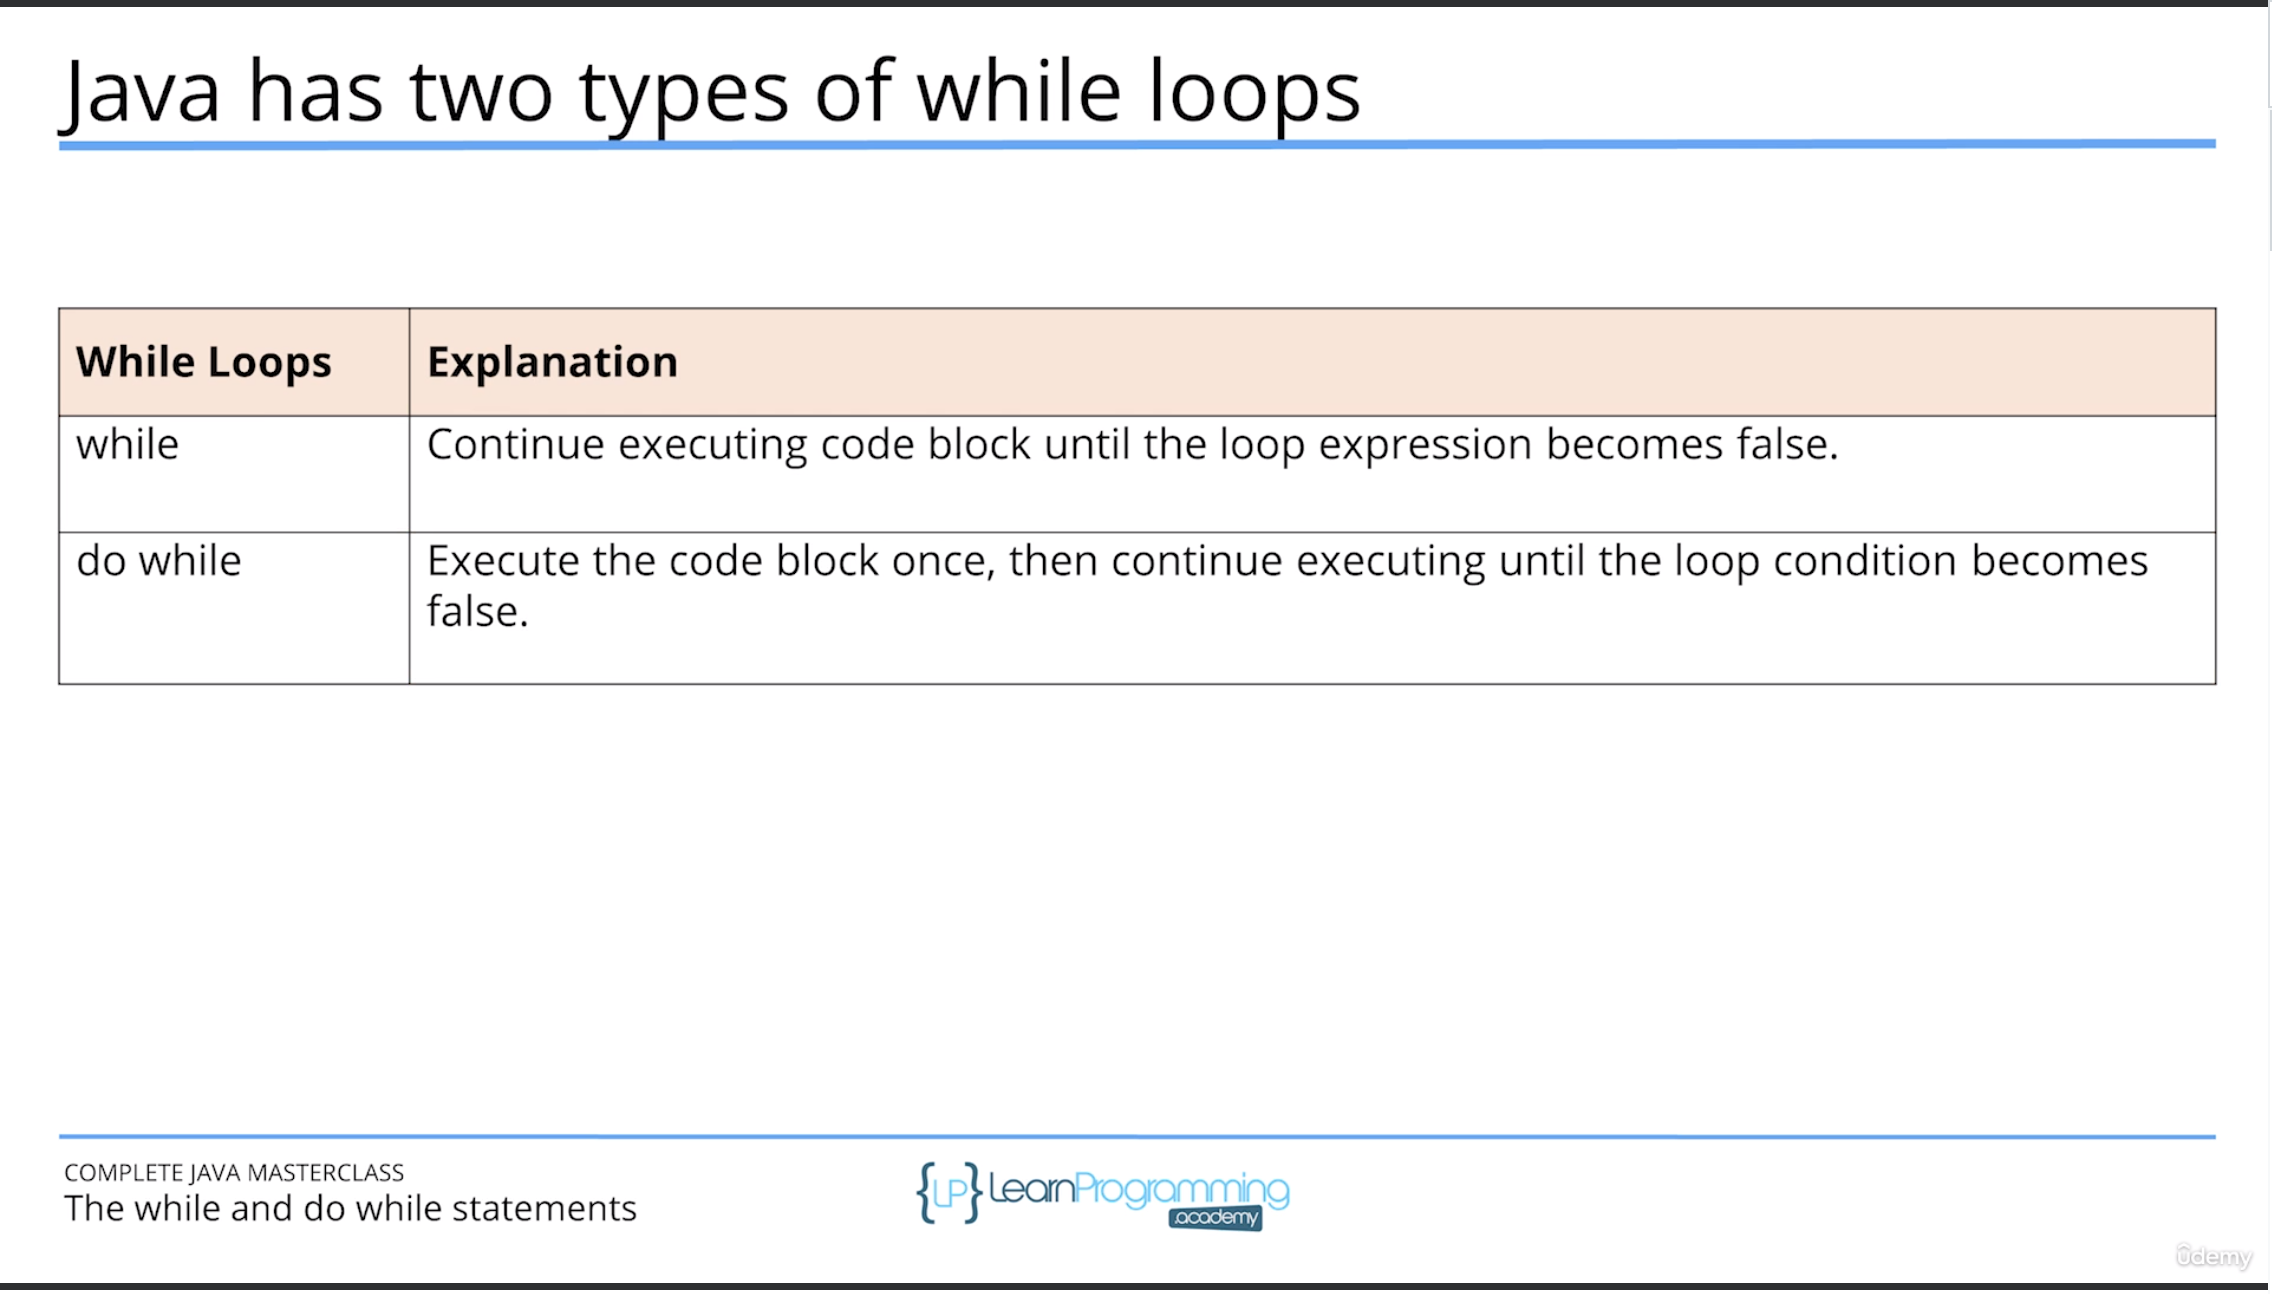 Java has two types of while loops
While Loops
Explanation
while
Continue executing code block until the loop expression becomes false.
do while
Execute the code block once, then continue executing until the loop condition becomes
false.
COMPLETE JAVA MASTERCLASS
The while and do while statements
{LP} LearnProgramming
.academy
ûdemy